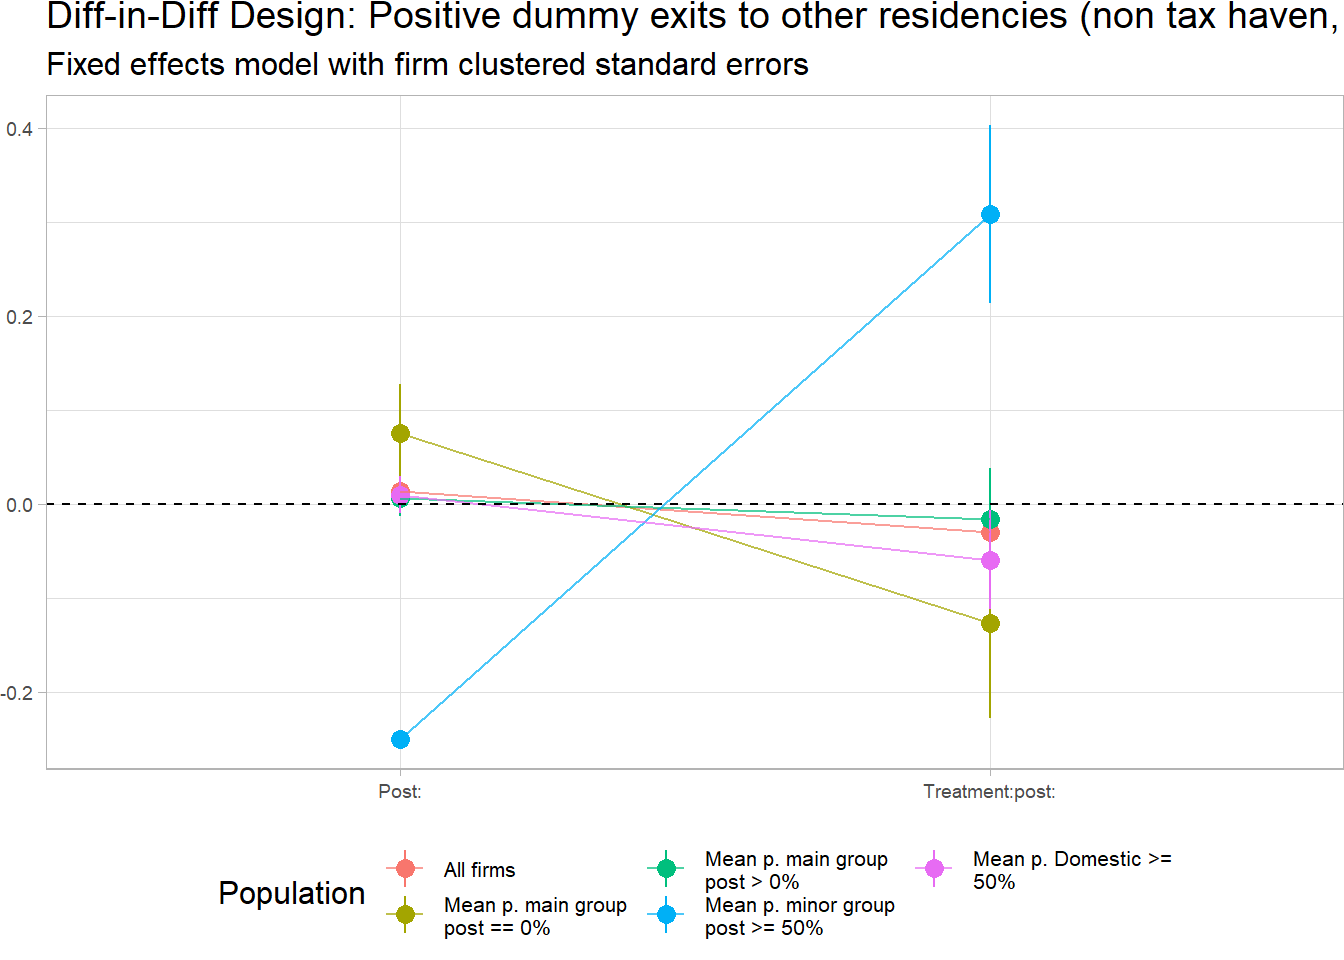 Diff-in-Diff Design: Positive dummy exits to other residencies (non tax haven,
Fixed effects model with firm clustered standard errors
0.4
0.2
0.0
-0.2
Post:
Treatment:post:
Population
All firms
Mean p. main group
post == 0%
Mean p. main group
post > 0%
Mean p. minor group
post >= 50%
Mean p. Domestic >=
50%